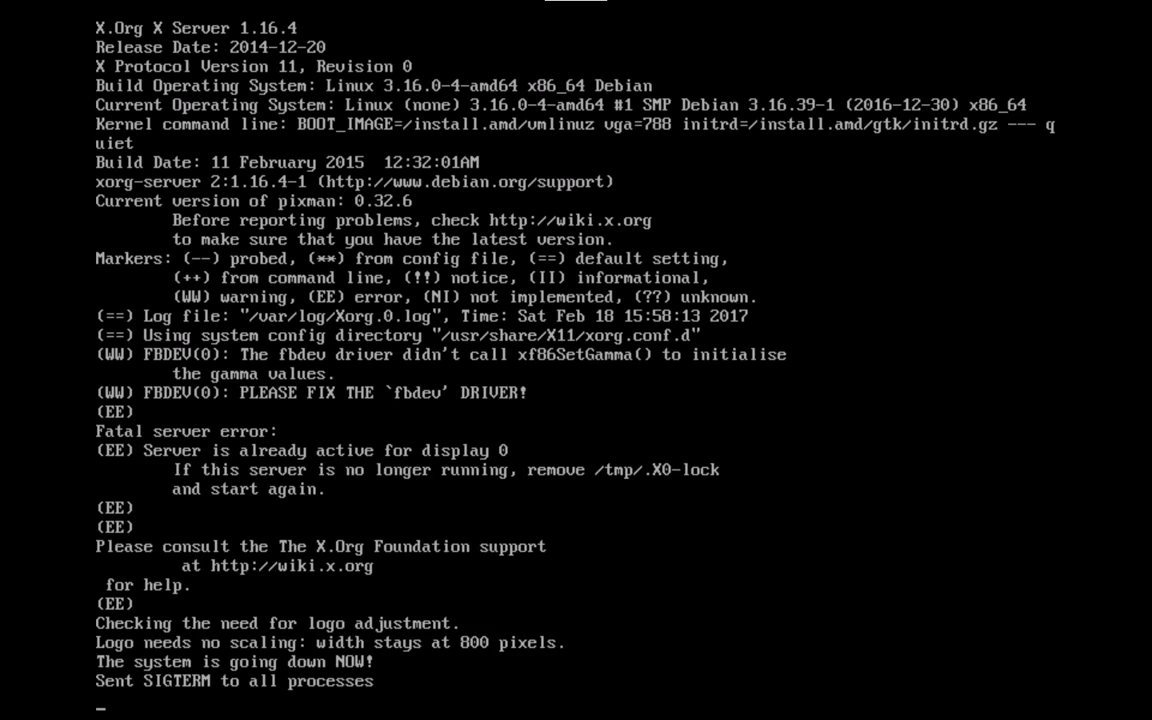 X.Org X Server 1.16.4
Release Date: 2014-12-20
X Protocol Version 11, Revision 0
Build Operating System: Linux 3.16.0-4-amd64 x86_64 Debian
Current Operating System: Linux (none) 3.16.0-4-amd64 #1 SMP Debian 3.16.39-1 (2016-12-30) x86_64
Kernel command line: BOOT_IMAGE=/install.amd/vmlinuz vga=788 initrd=/install.amd/gtk/initrd.gz --- q
uiet
Build Date: 11 February 2015  12:32:01AM
xorg-server 2:1.16.4-1 (http://www.debian.org/support)
Current version of pixman: 0.32.6
        Before reporting problems, check http://wiki.x.org
        to make sure that you have the latest version.
Markers: (--) probed, (**) from config file, (==) default setting,
        (++) from command line, (!!) notice, (II) informational,
        (WW) warning, (EE) error, (NI) not implemented, (??) unknown.
(==) Log file: "/var/log/Xorg.0.log", Time: Sat Feb 18 15:58:13 2017
(==) Using system config directory "/usr/share/X11/xorg.conf.d"
(WW) FBDEV(0): The fbdev driver didn't call xf86SetGamma() to initialise
        the gamma values.
(WW) FBDEV(0): PLEASE FIX THE `fbdev' DRIVER!
(EE)
Fatal server error:
(EE) Server is already active for display 0
        If this server is no longer running, remove /tmp/.X0-lock
        and start again.
(EE)
(EE)
Please consult the The X.Org Foundation support
         at http://wiki.x.org
 for help.
(EE)
Checking the need for logo adjustment.
Logo needs no scaling: width stays at 800 pixels.
The system is going down NOW!
Sent SIGTERM to all processes